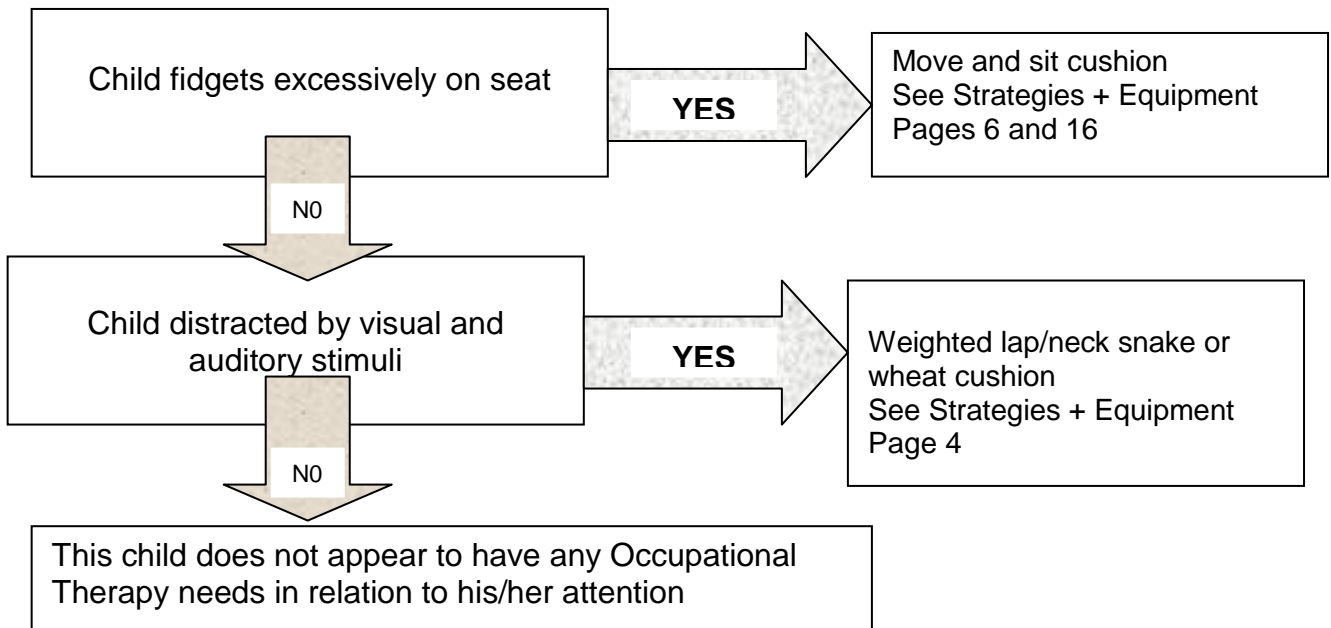 Child fidgets excessively on seat
YES
Move and sit cushion
See Strategies + Equipment
Pages 6 and 16
N0
Child distracted by visual and
auditory stimuli
YES
Weighted lap/neck snake or
wheat cushion
See Strategies + Equipment
Page 4
N0
This child does not appear to have any Occupational
Therapy needs in relation to his/her attention